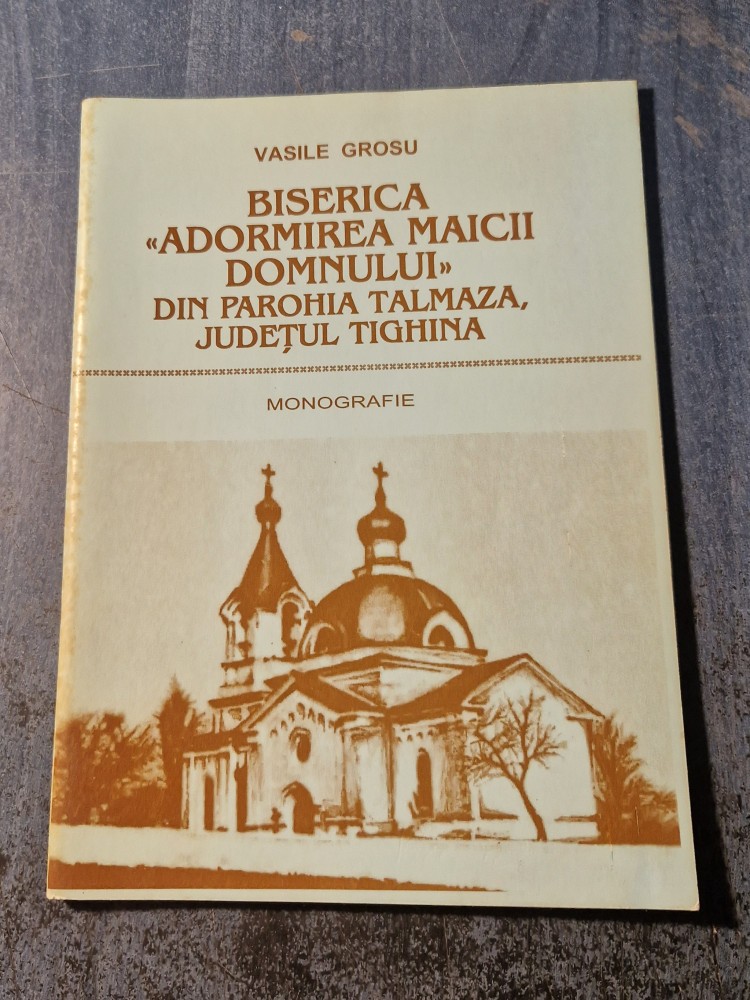 VASILE GROSU
BISERICA
«ADORMIREA MAICII
DOMNULUI»
DIN PAROHIA TALMAZA,
JUDEȚUL TIGHINA
MONOGRAFIE